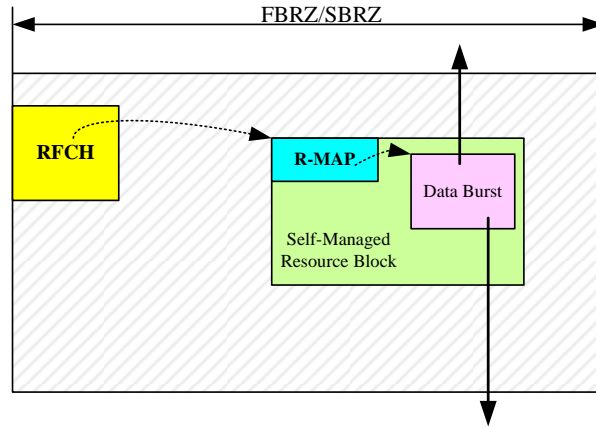 FBRZ/SBRZ
RFCH
R-MAP
Data Burst
Self-Managed
Resource Block